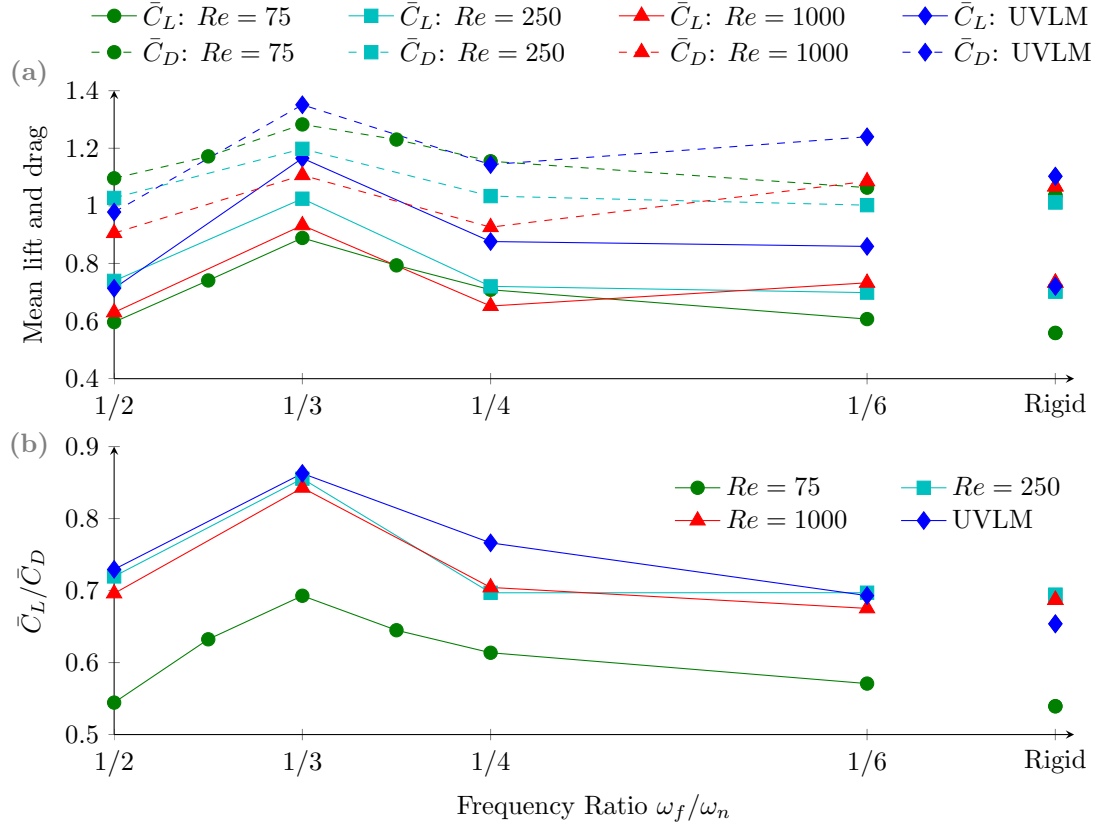 C̄_L: Re = 75 C̄_L: Re = 250 C̄_L: Re = 1000 C̄_L: UVLM
C̄_D: Re = 75 C̄_D: Re = 250 C̄_D: Re = 1000 C̄_D: UVLM
(a)
Mean lift and drag
1.4
1.2
1
0.8
0.6
0.4
1/2 1/3 1/4 1/6 Rigid
(b)
C̄_L/C̄_D
0.9
0.8
0.7
0.6
0.5
Re = 75 Re = 250
Re = 1000 UVLM
1/2 1/3 1/4 1/6 Rigid
Frequency Ratio ω_f/ω_n